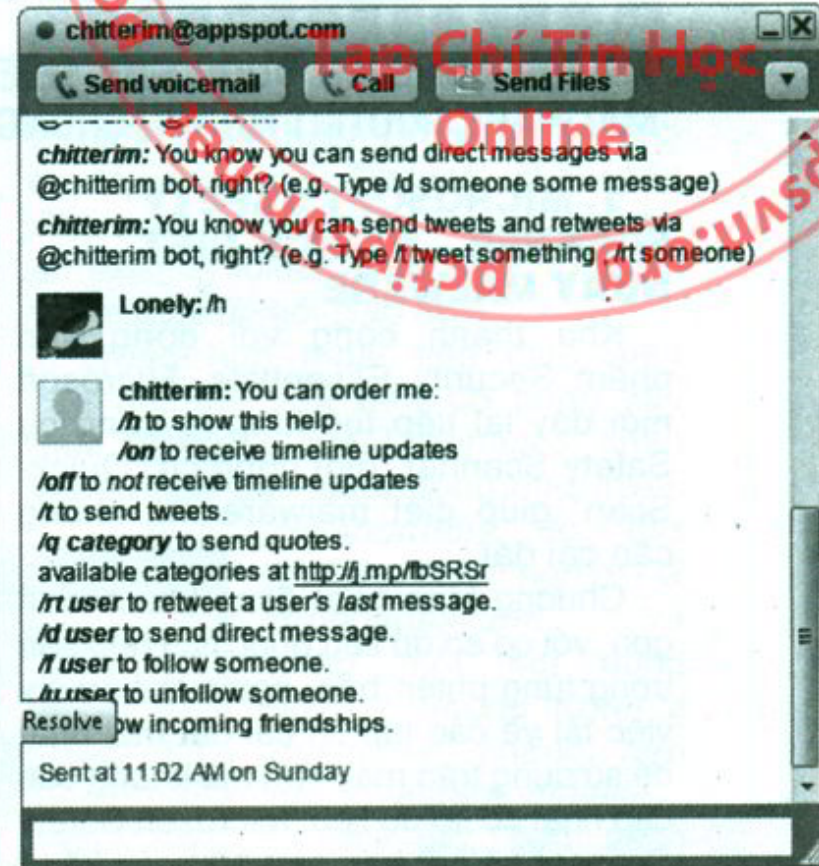 chitterim@appspot.com
Tạp Chí Tin Học
Send voicemail Call Send Files
Online
chitterim: You know you can send direct messages via
@chitterim bot, right? (e.g. Type /d someone some message)
chitterim: You know you can send tweets and retweets via
@chitterim bot, right? (e.g. Type /t tweet something , /rt someone)
Lonely: /h
chitterim: You can order me:
/h to show this help.
/on to receive timeline updates
/off to not receive timeline updates
/t to send tweets.
/q category to send quotes.
available categories at http://j.mp/fbSRSr
/rt user to retweet a user's last message.
/d user to send direct message.
/f user to follow someone.
/u user to unfollow someone.
Resolve incoming friendships.
Sent at 11:02 AM on Sunday